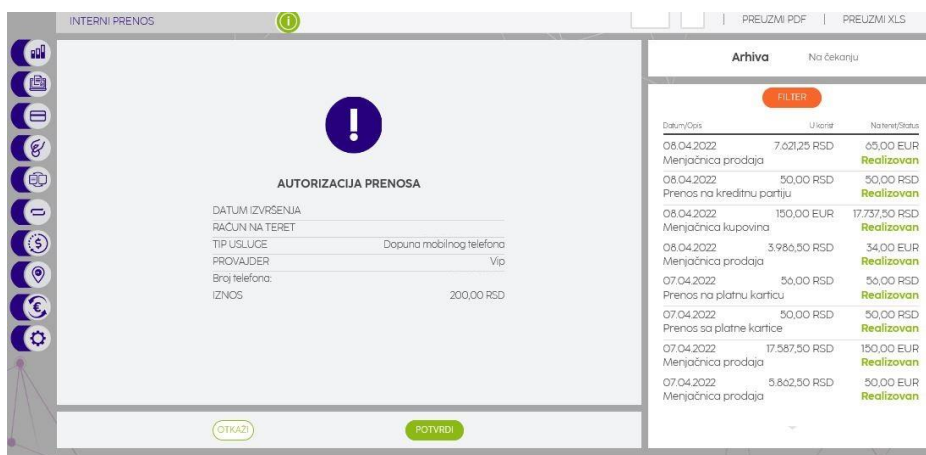 INTERNI PRENOS
i
PREUZMI PDF | PREUZMI XLS
!
AUTORIZACIJA PRENOSA
DATUM IZVRŠENJA
RAČUN NA TERET
TIP USLUGE Dopuna mobilnog telefona
PROVAJDER Vip
Broj telefona:
IZNOS 200,00 RSD
OTKAŽI
POTVRDI
Arhiva Na čekanju
FILTER
Datum/Opis U korist Na teret/Status
08.04.2022 7.621,25 RSD 65,00 EUR
Menjačnica prodaja Realizovan
08.04.2022 50,00 RSD 50,00 RSD
Prenos na kreditnu partiju Realizovan
08.04.2022 150,00 EUR 17.737,50 RSD
Menjačnica kupovina Realizovan
08.04.2022 3.986,50 RSD 34,00 EUR
Menjačnica prodaja Realizovan
07.04.2022 56,00 RSD 56,00 RSD
Prenos na platnu karticu Realizovan
07.04.2022 50,00 RSD 50,00 RSD
Prenos sa platne kartice Realizovan
07.04.2022 17.587,50 RSD 150,00 EUR
Menjačnica prodaja Realizovan
07.04.2022 5.862,50 RSD 50,00 EUR
Menjačnica prodaja Realizovan